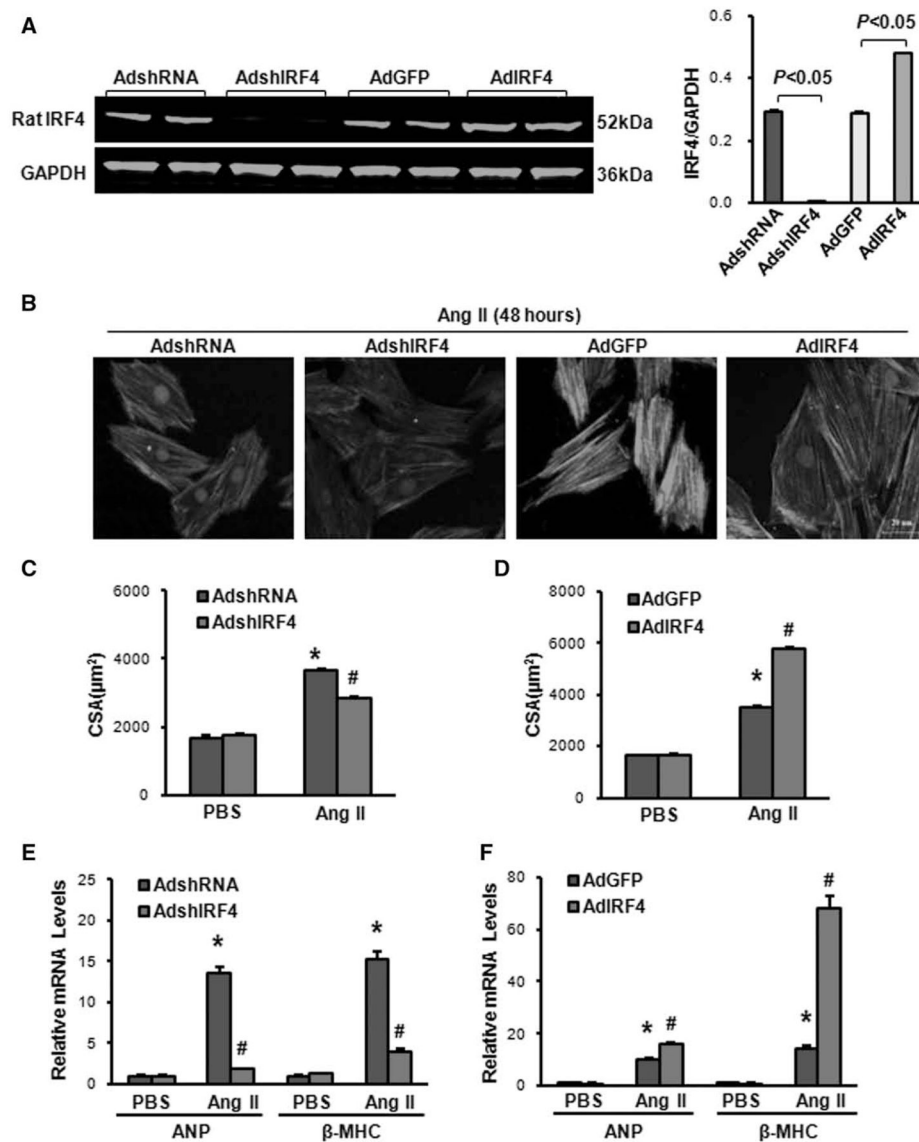 A
AdshRNA AdshIRF4 AdGFP AdIRF4
Rat IRF4 52kDa
GAPDH 36kDa
IRF4/GAPDH
0.6
0.4
0.2
0.0
P<0.05
P<0.05
AdshRNA AdshIRF4 AdGFP AdIRF4
B
Ang II (48 hours)
AdshRNA AdshIRF4 AdGFP AdIRF4
C
CSA(µm²)
6000
4000
2000
0
AdshRNA
AdshIRF4
*
#
PBS Ang II
D
CSA(µm²)
8000
6000
4000
2000
0
AdGFP
AdIRF4
#
*
PBS Ang II
E
Relative mRNA Levels
25
20
15
10
5
0
AdshRNA
AdshIRF4
*
#
*
#
PBS Ang II PBS Ang II
ANP β-MHC
F
Relative mRNA Levels
80
60
40
20
0
AdGFP
AdIRF4
*
#
*
#
PBS Ang II PBS Ang II
ANP β-MHC